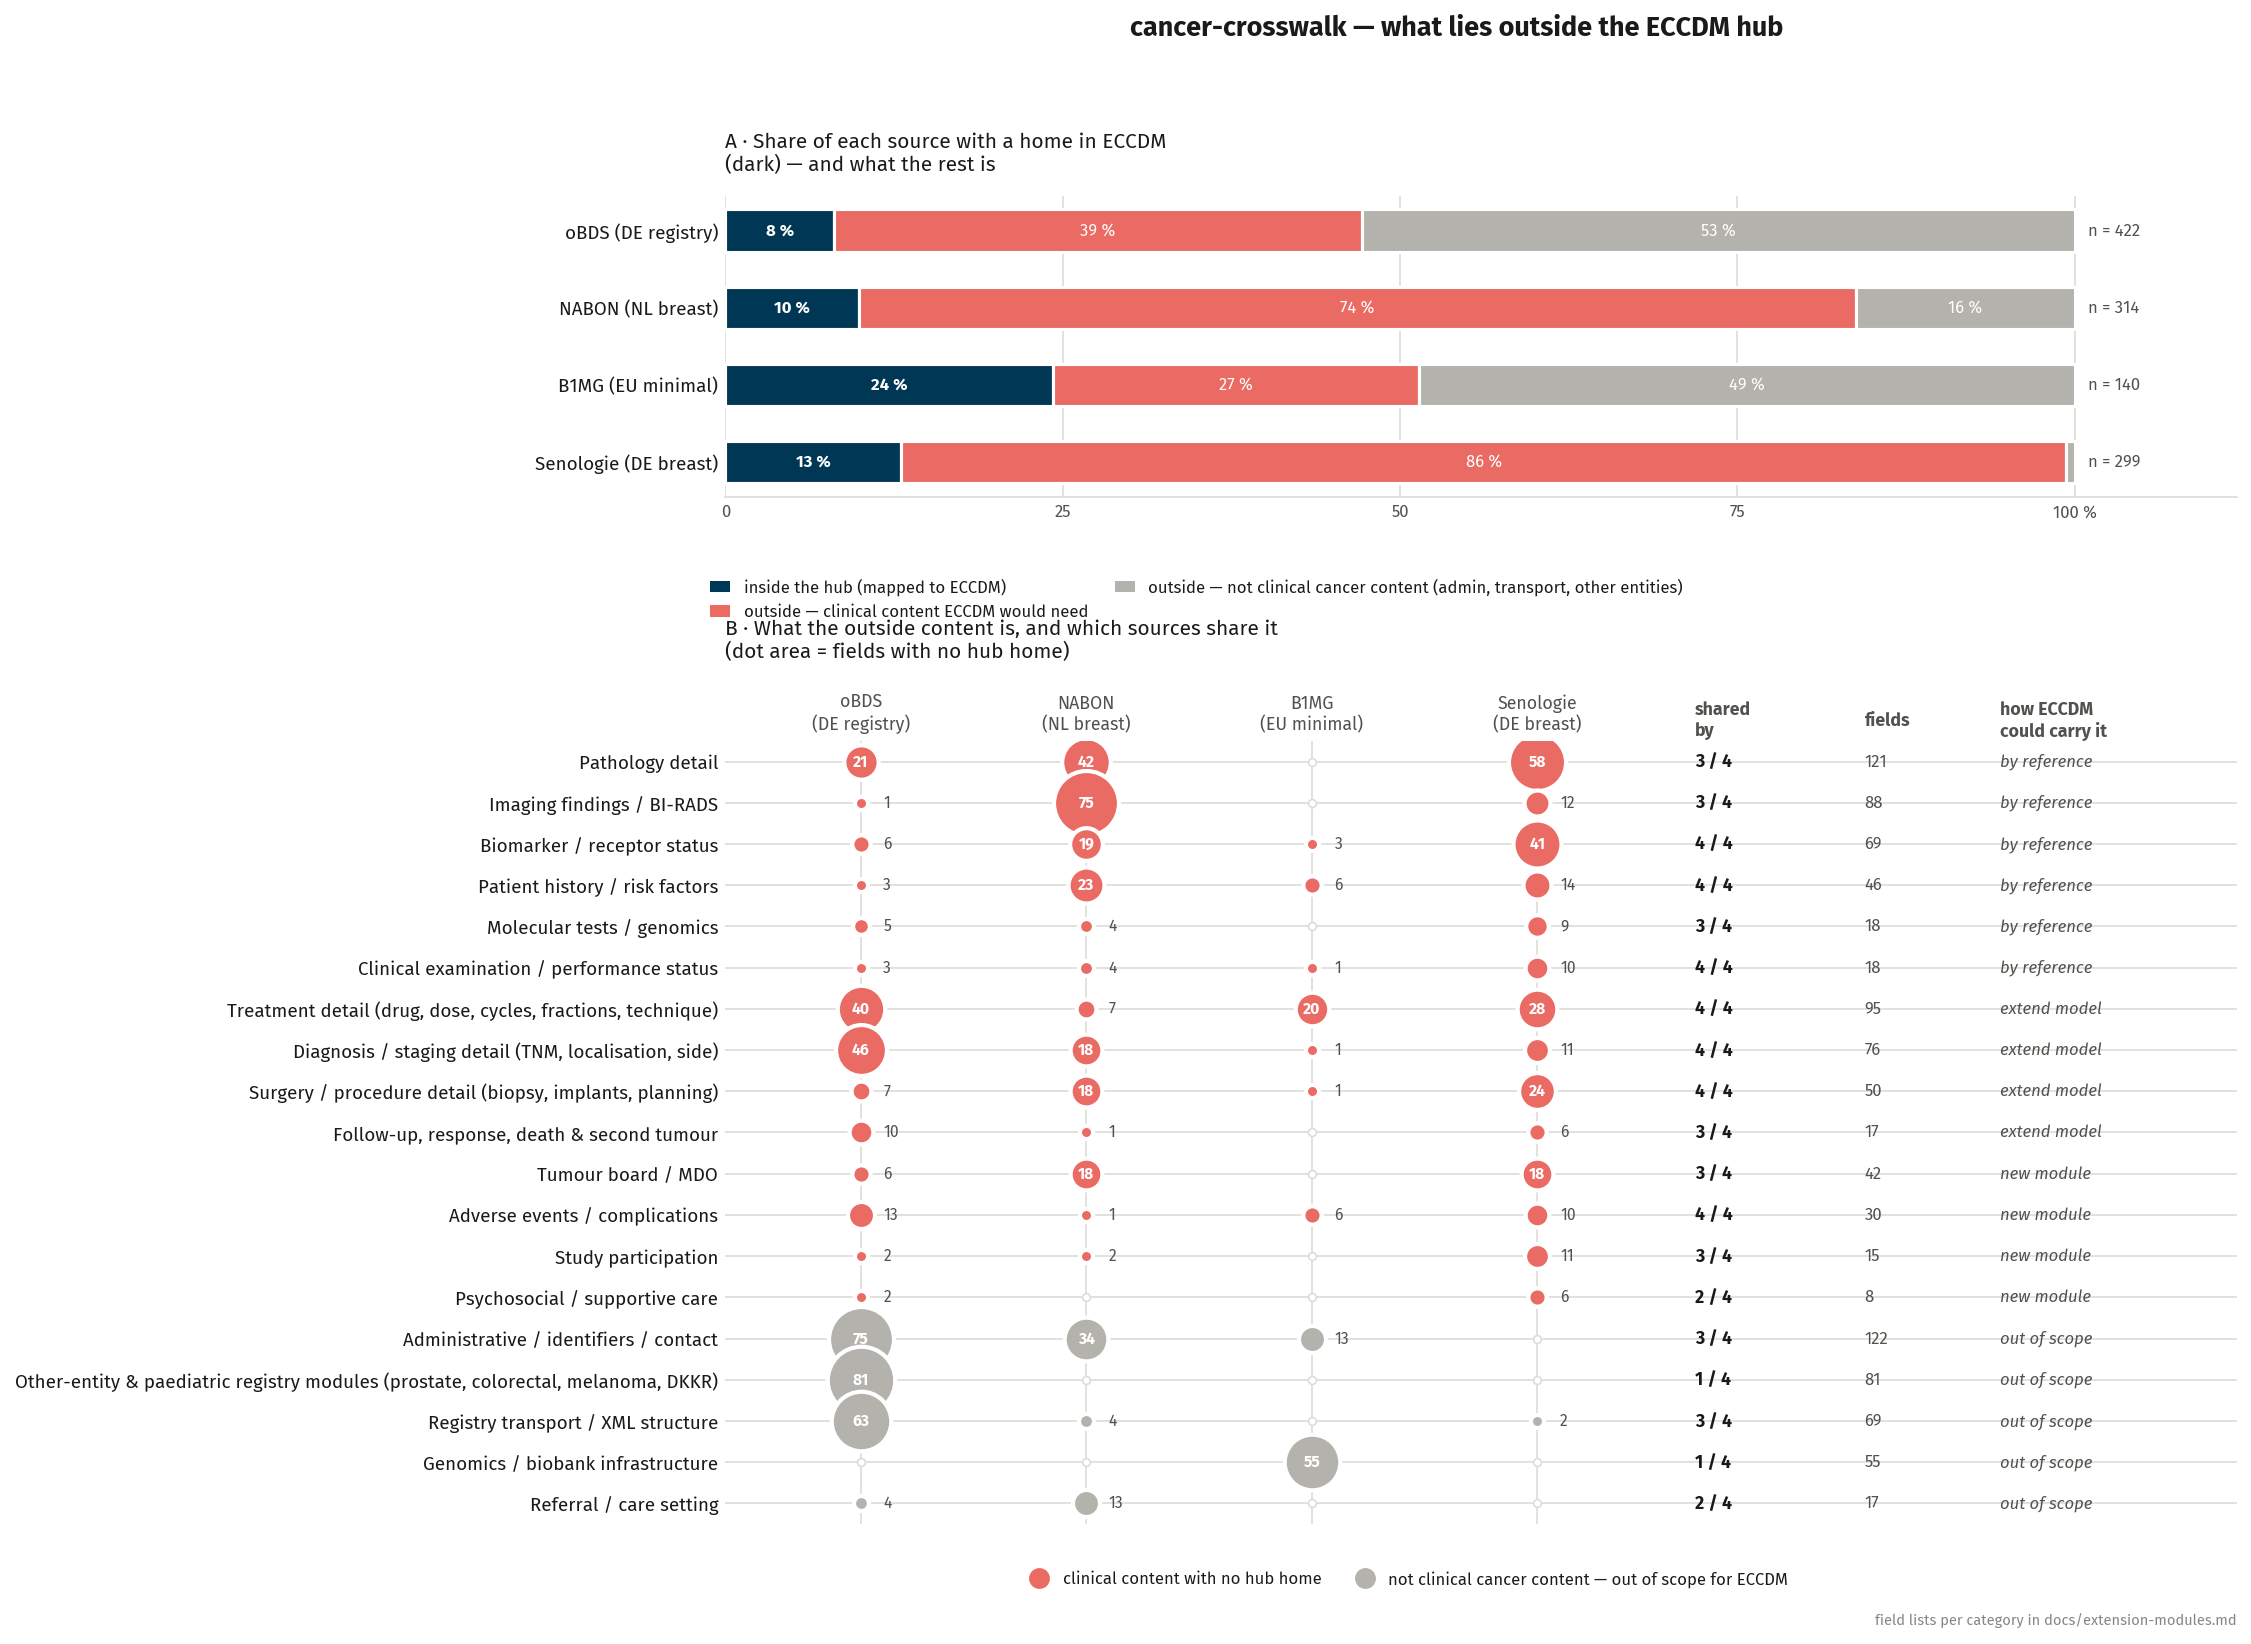 cancer-crosswalk — what lies outside the ECCDM hub
A · Share of each source with a home in ECCDM
(dark) — and what the rest is
oBDS (DE registry) 8 % 39 % 53 % n = 422
NABON (NL breast) 10 % 74 % 16 % n = 314
B1MG (EU minimal) 24 % 27 % 49 % n = 140
Senologie (DE breast) 13 % 86 % n = 299
0 25 50 75 100 %
inside the hub (mapped to ECCDM) outside — not clinical cancer content (admin, transport, other entities)
outside — clinical content ECCDM would need
B · What the outside content is, and which sources share it
(dot area = fields with no hub home)
oBDS NABON B1MG Senologie shared how ECCDM
(DE registry) (NL breast) (EU minimal) (DE breast) by fields could carry it
Pathology detail 21 42 58 3 / 4 121 by reference
Imaging findings / BI-RADS 1 75 12 3 / 4 88 by reference
Biomarker / receptor status 6 19 3 41 4 / 4 69 by reference
Patient history / risk factors 3 23 6 14 4 / 4 46 by reference
Molecular tests / genomics 5 4 9 3 / 4 18 by reference
Clinical examination / performance status 3 4 1 10 4 / 4 18 by reference
Treatment detail (drug, dose, cycles, fractions, technique) 40 7 20 28 4 / 4 95 extend model
Diagnosis / staging detail (TNM, localisation, side) 46 18 1 11 4 / 4 76 extend model
Surgery / procedure detail (biopsy, implants, planning) 7 18 1 24 4 / 4 50 extend model
Follow-up, response, death & second tumour 10 1 6 3 / 4 17 extend model
Tumour board / MDO 6 18 18 3 / 4 42 new module
Adverse events / complications 13 1 6 10 4 / 4 30 new module
Study participation 2 2 11 3 / 4 15 new module
Psychosocial / supportive care 2 6 2 / 4 8 new module
Administrative / identifiers / contact 75 34 13 3 / 4 122 out of scope
Other-entity & paediatric registry modules (prostate, colorectal, melanoma, DKKR) 81 1 / 4 81 out of scope
Registry transport / XML structure 63 4 2 3 / 4 69 out of scope
Genomics / biobank infrastructure 55 1 / 4 55 out of scope
Referral / care setting 4 13 2 / 4 17 out of scope
clinical content with no hub home not clinical cancer content — out of scope for ECCDM
field lists per category in docs/extension-modules.md